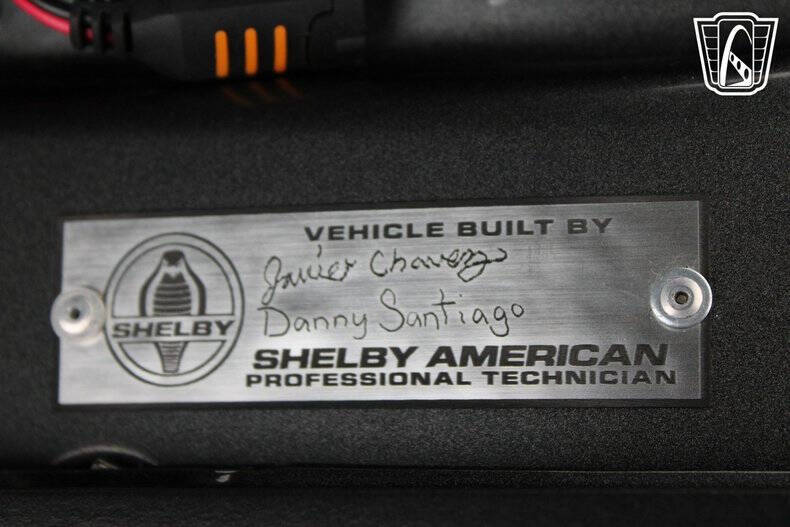 VEHICLE BUILT BY
Javier Chavez
Danny Santiago
SHELBY
SHELBY AMERICAN
PROFESSIONAL TECHNICIAN